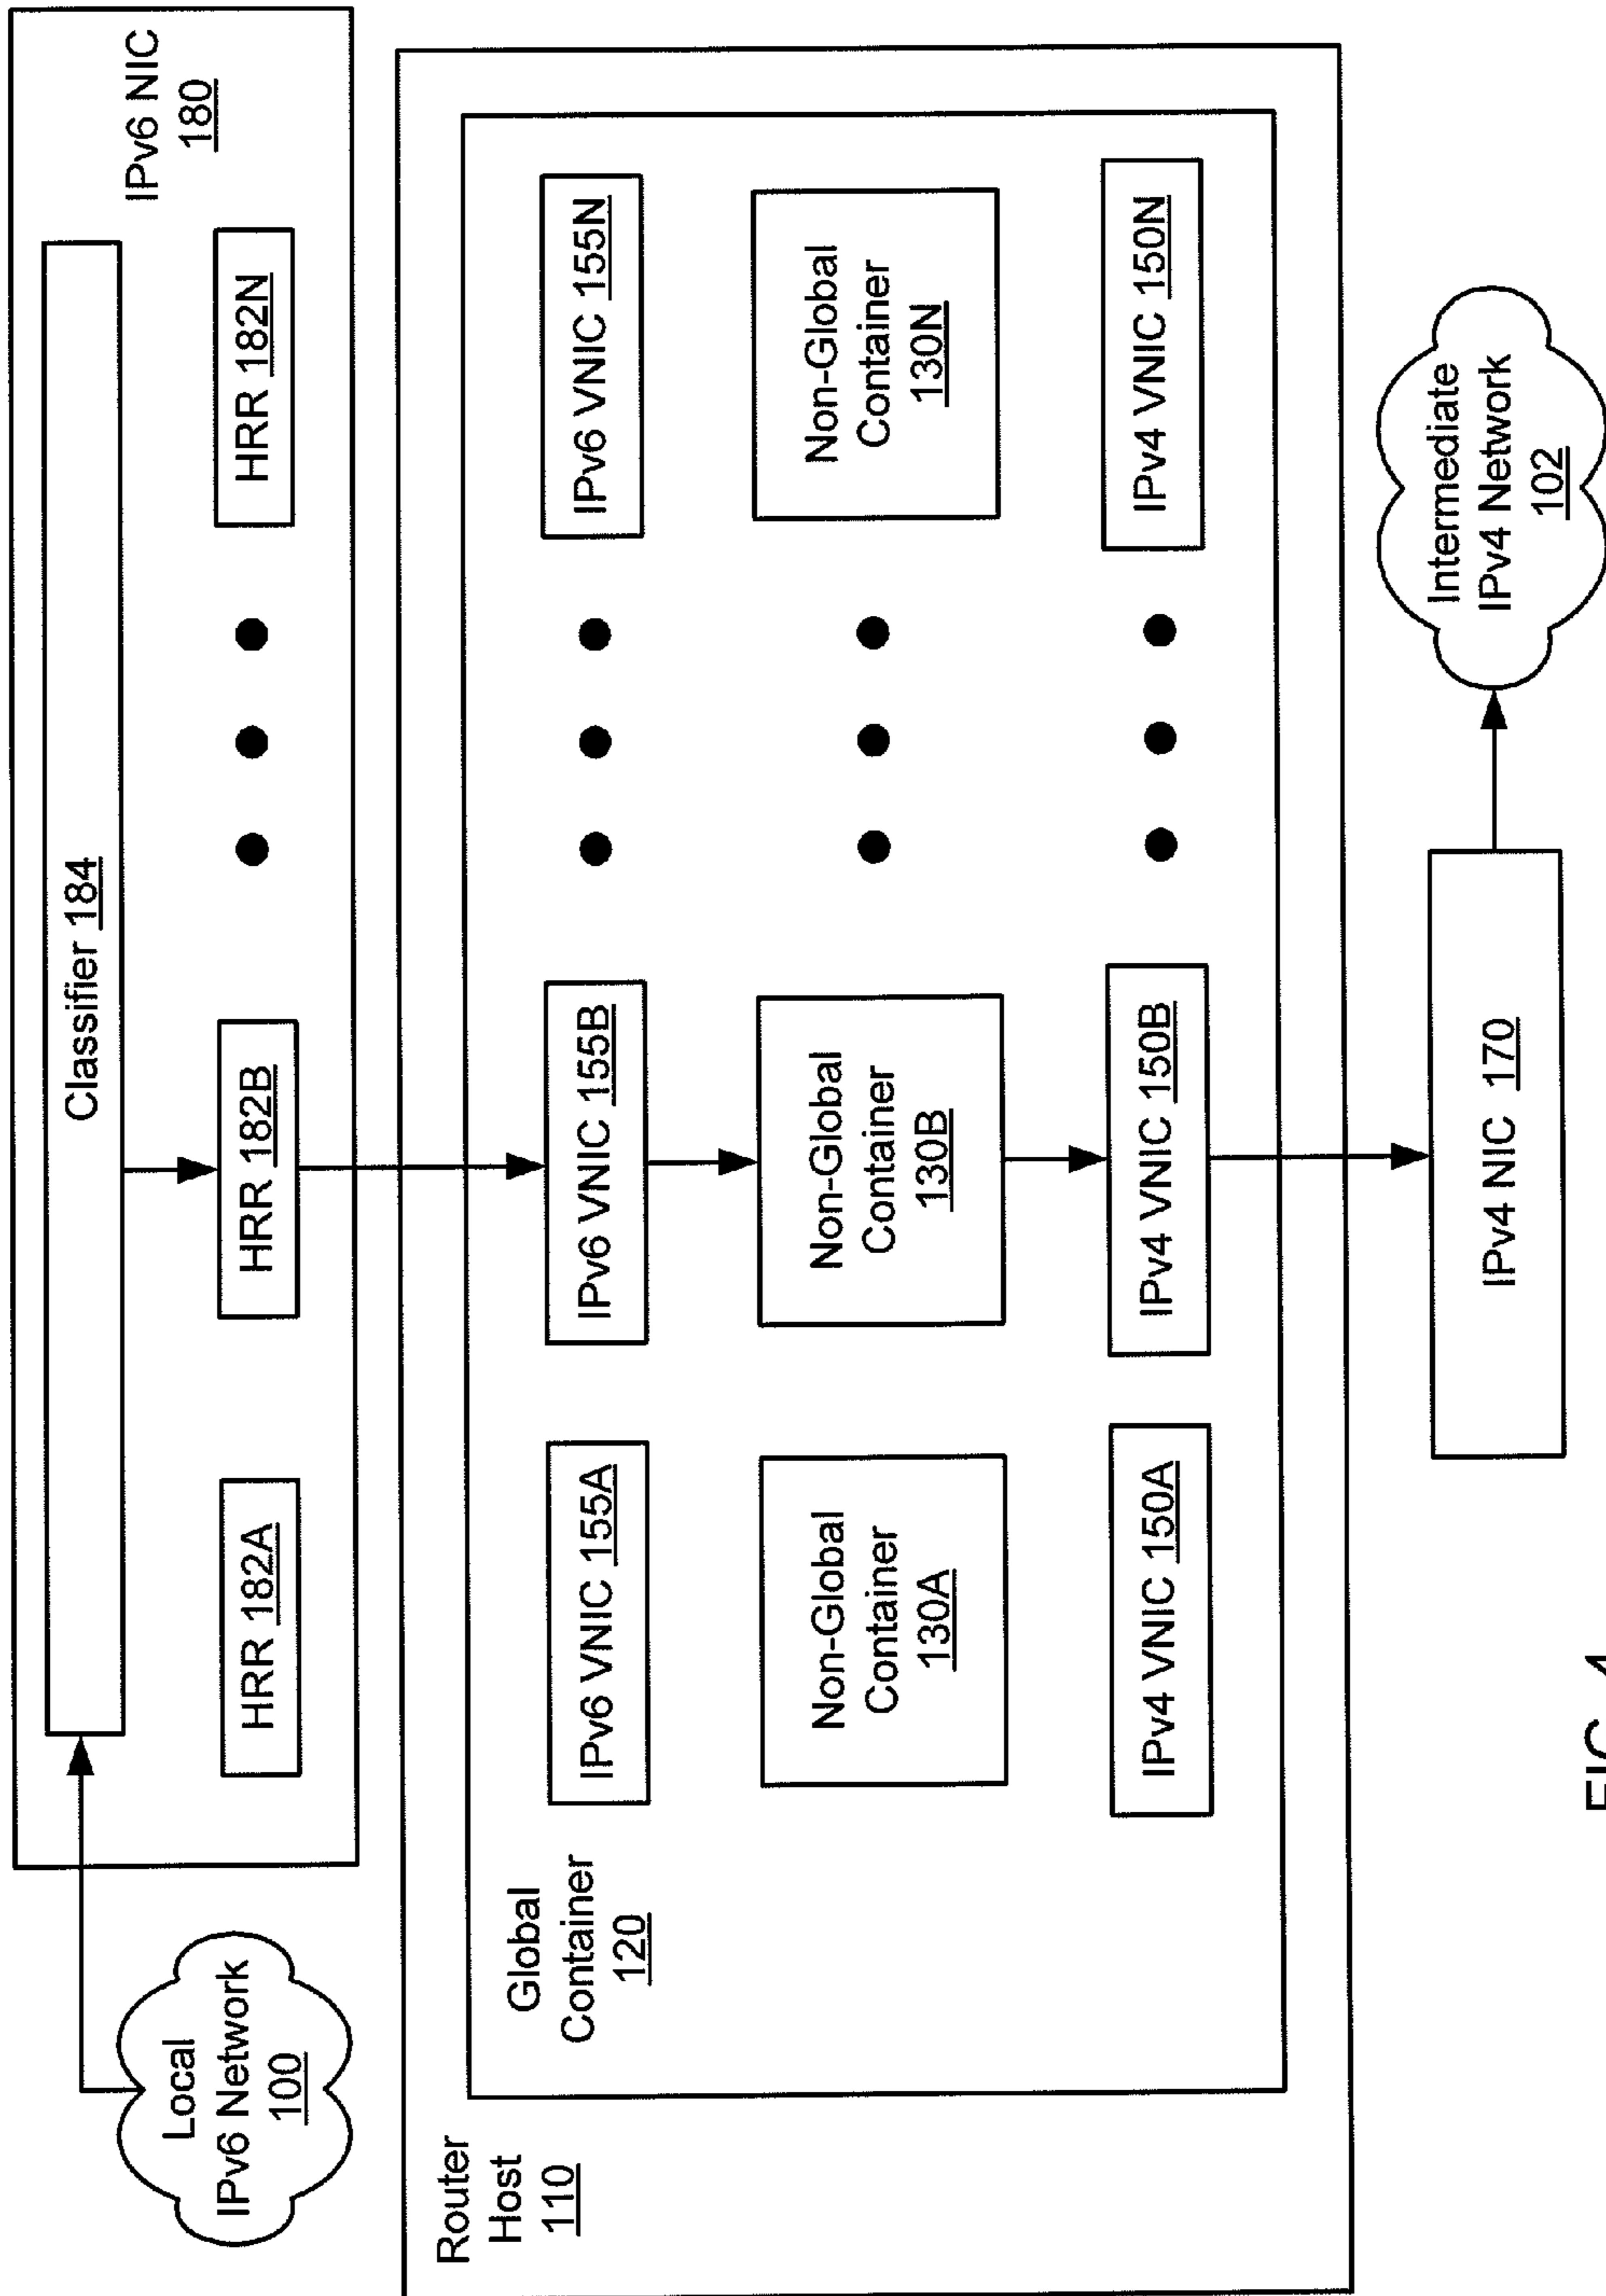 Local
IPv6 Network
100
Classifier 184
IPv6 NIC
180
HRR 182A
HRR 182B
HRR 182N
Router
Host
110
Global
Container
120
IPv6 VNIC 155A
IPv6 VNIC 155B
IPv6 VNIC 155N
Non-Global
Container
130A
Non-Global
Container
130B
Non-Global
Container
130N
IPv4 VNIC 150A
IPv4 VNIC 150B
IPv4 VNIC 150N
IPv4 NIC 170
Intermediate
IPv4 Network
102